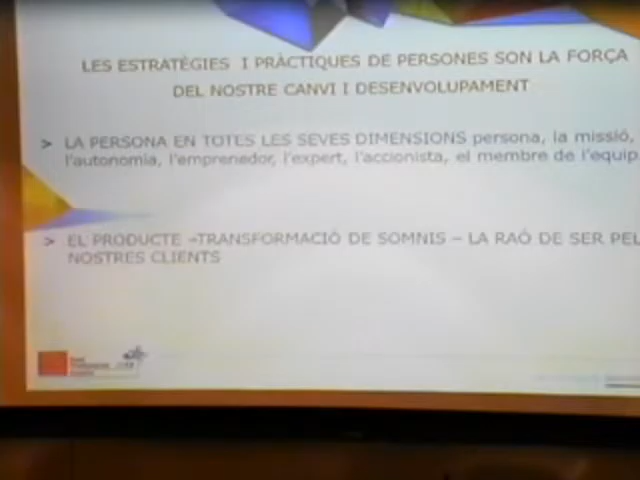 LES ESTRATÈGIES I PRÀCTIQUES DE PERSONES SON LA FORÇA
DEL NOSTRE CANVI I DESENVOLUPAMENT
> LA PERSONA EN TOTES LES SEVES DIMENSIONS persona, la missió,
l'autonomia, l'emprenedor, l'expert, l'accionista, el membre de l'equip
> EL PRODUCTE –TRANSFORMACIÓ DE SOMNIS – LA RAÓ DE SER PEL
NOSTRES CLIENTS